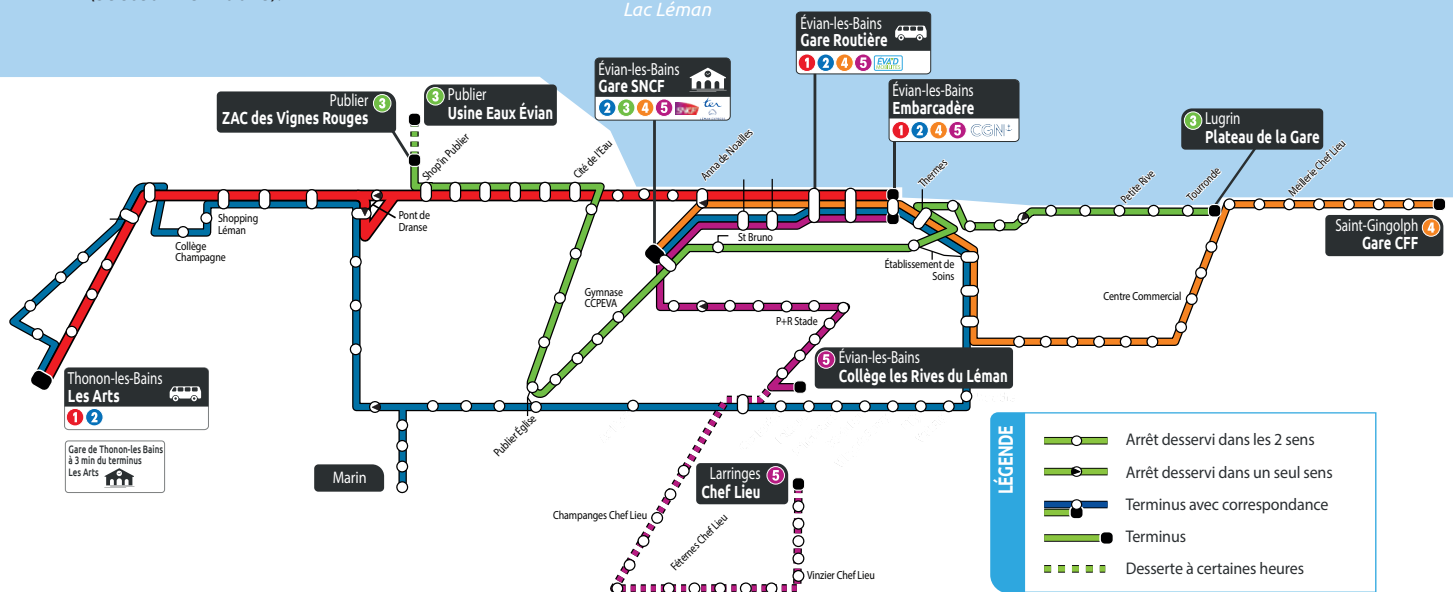 Lac Léman
Évian-les-Bains
Gare Routière
1 2 4 5 EVA'D
Évian-les-Bains
Gare SNCF
2 3 4 5 SNCF ter
Évian-les-Bains
Embarcadère
1 2 4 5 CGN
Publier 3
ZAC des Vignes Rouges
3 Publier
Usine Eaux Évian
3 Lugrin
Plateau de la Gare
Shop'in Publier
Cité de l'Eau
Anna de Noailles
Thermes
Petite Rive
Tourronde
Meillerie Chef Lieu
Saint-Gingolph 4
Gare CFF
Shopping
Léman
Collège
Champagne
Pont de
Dranse
St Bruno
Établissement de
Soins
Gymnase
CCPEVA
Centre Commercial
P+R Stade
5 Évian-les-Bains
Collège les Rives du Léman
Thonon-les-Bains
Les Arts
1 2
Gare de Thonon-les Bains
à 3 min du terminus
Les Arts
Publier Église
Marin
Larringes 5
Chef Lieu
Champanges Chef Lieu
Féternes Chef Lieu
Vinzier Chef Lieu
LÉGENDE
Arrêt desservi dans les 2 sens
Arrêt desservi dans un seul sens
Terminus avec correspondance
Terminus
Desserte à certaines heures